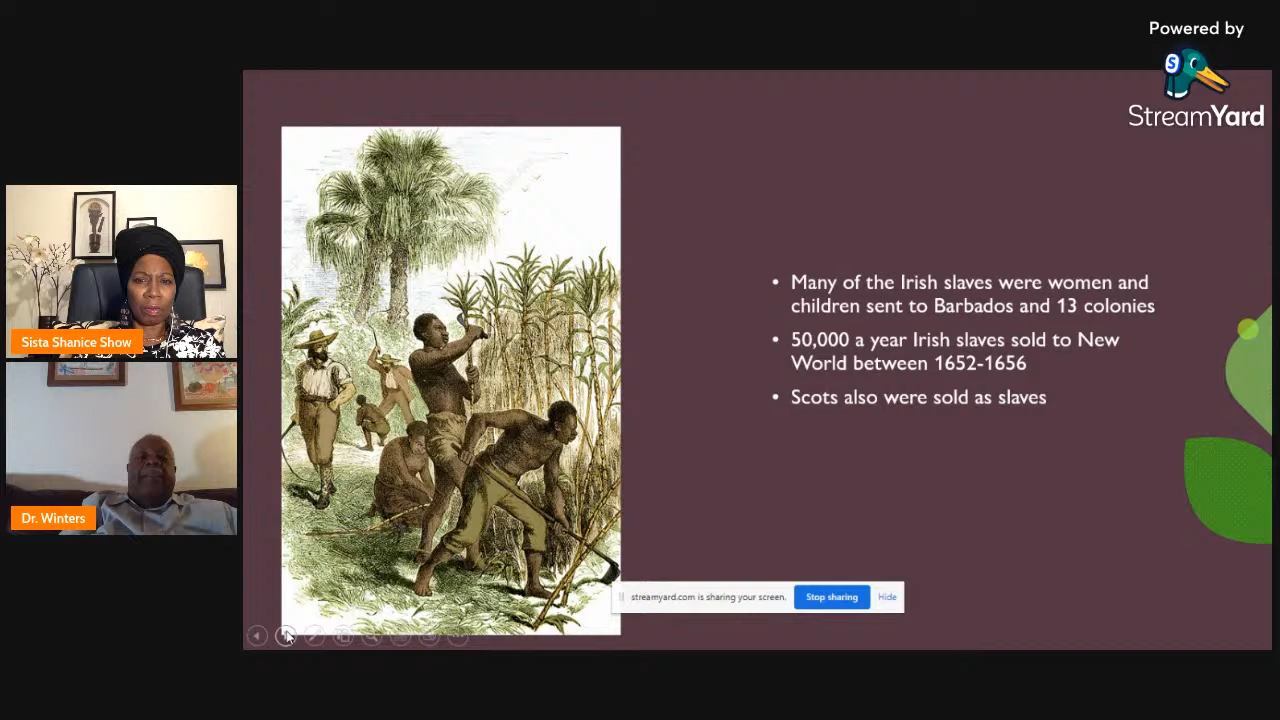 Powered by
S
StreamYard
Sista Shanice Show
Dr. Winters
• Many of the Irish slaves were women and
children sent to Barbados and 13 colonies
• 50,000 a year Irish slaves sold to New
World between 1652-1656
• Scots also were sold as slaves
streamyard.com is sharing your screen.
Stop sharing
Hide